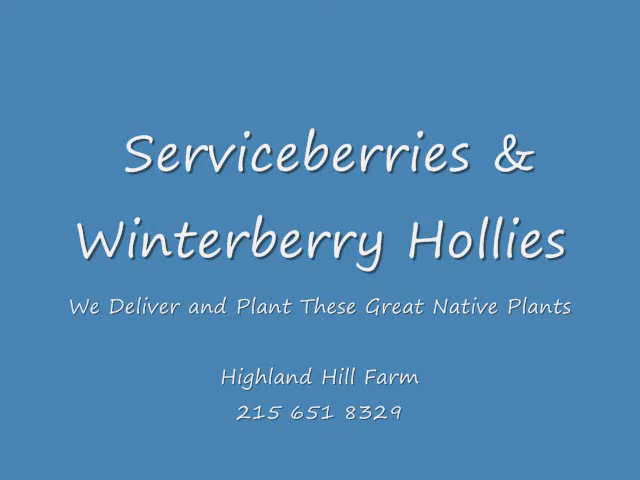 Serviceberries &
Winterberry Hollies
We Deliver and Plant These Great Native Plants
Highland Hill Farm
215 651 8329